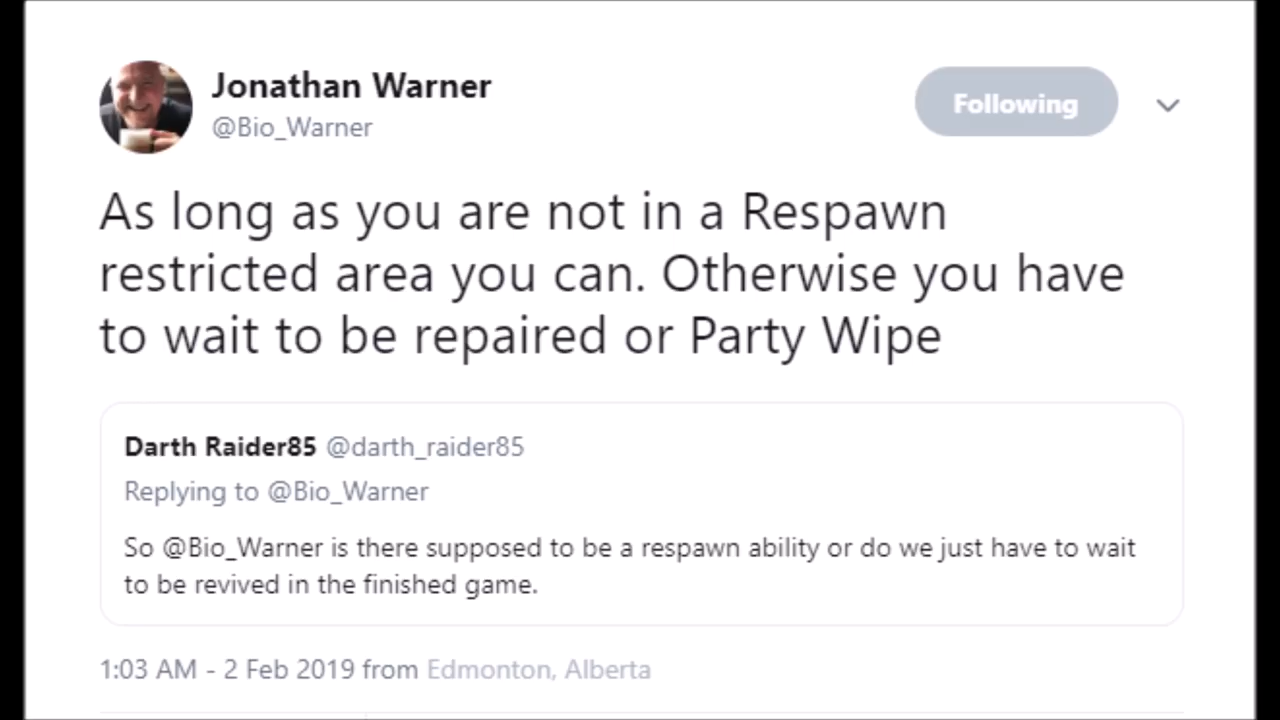 Jonathan Warner
@Bio_Warner
Following
As long as you are not in a Respawn
restricted area you can. Otherwise you have
to wait to be repaired or Party Wipe
Darth Raider85 @darth_raider85
Replying to @Bio_Warner
So @Bio_Warner is there supposed to be a respawn ability or do we just have to wait
to be revived in the finished game.
1:03 AM - 2 Feb 2019 from Edmonton, Alberta